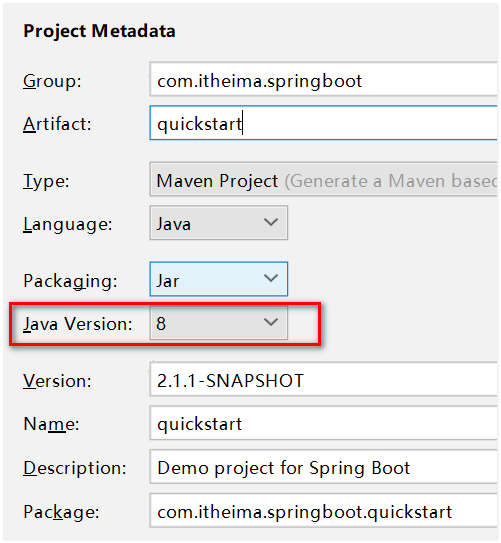 Project Metadata
Group: com.itheima.springboot
Artifact: quickstart
Type: Maven Project (Generate a Maven based
Language: Java
Packaging: Jar
Java Version: 8
Version: 2.1.1-SNAPSHOT
Name: quickstart
Description: Demo project for Spring Boot
Package: com.itheima.springboot.quickstart